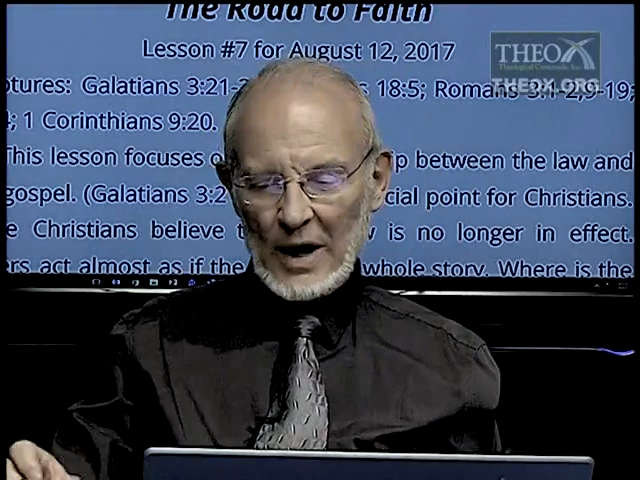 The Road to Faith
Lesson #7 for August 12, 2017
THEOX
THEOX.ORG
ptures: Galatians 3:21- s 18:5; Romans 3:1-2,9-19;
; 1 Corinthians 9:20.
This lesson focuses o p between the law and
gospel. (Galatians 3:2 cial point for Christians.
e Christians believe is no longer in effect.
rs act almost as if the whole story. Where is the